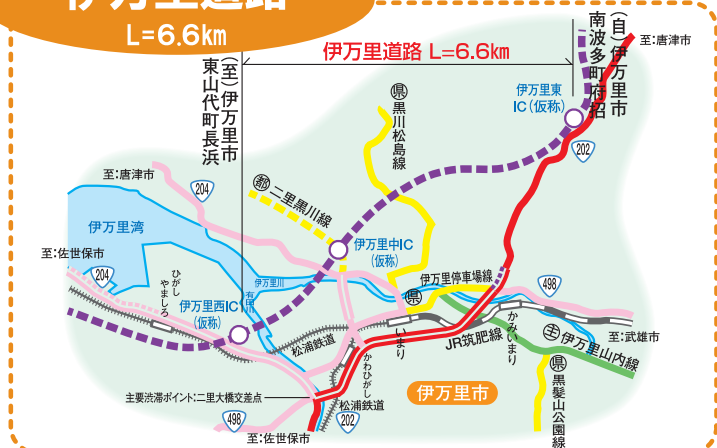 伊万里道路
L=6.6km
伊万里道路 L=6.6km
(自)伊万里市
南波多町府招
至:唐津市
(至)伊万里市
東山代町長浜
伊万里東
IC(仮称)
202
県 黒川松島線
至:唐津市
204
都 二里黒川線
伊万里湾
伊万里中IC
(仮称)
至:佐世保市
204
ひがし
やましろ
伊万里川
有田川
伊万里西IC
(仮称)
伊万里停車場線
県
498
松浦鉄道
いまり
JR筑肥線
かみいまり
至:武雄市
主 伊万里山内線
かわひがし
県 黒髪山公園線
伊万里市
主要渋滞ポイント:二里大橋交差点
松浦鉄道
498
202
至:佐世保市